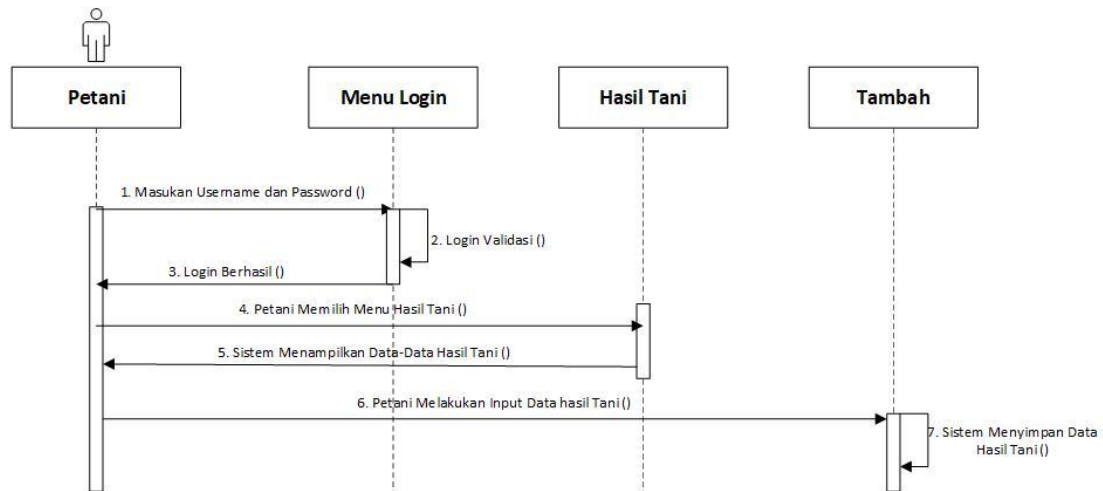 Petani
Menu Login
Hasil Tani
Tambah
1. Masukan Username dan Password ()
2. Login Validasi ()
3. Login Berhasil ()
4. Petani Memilih Menu Hasil Tani ()
5. Sistem Menampilkan Data-Data Hasil Tani ()
6. Petani Melakukan Input Data hasil Tani ()
7. Sistem Menyimpan Data
Hasil Tani ()